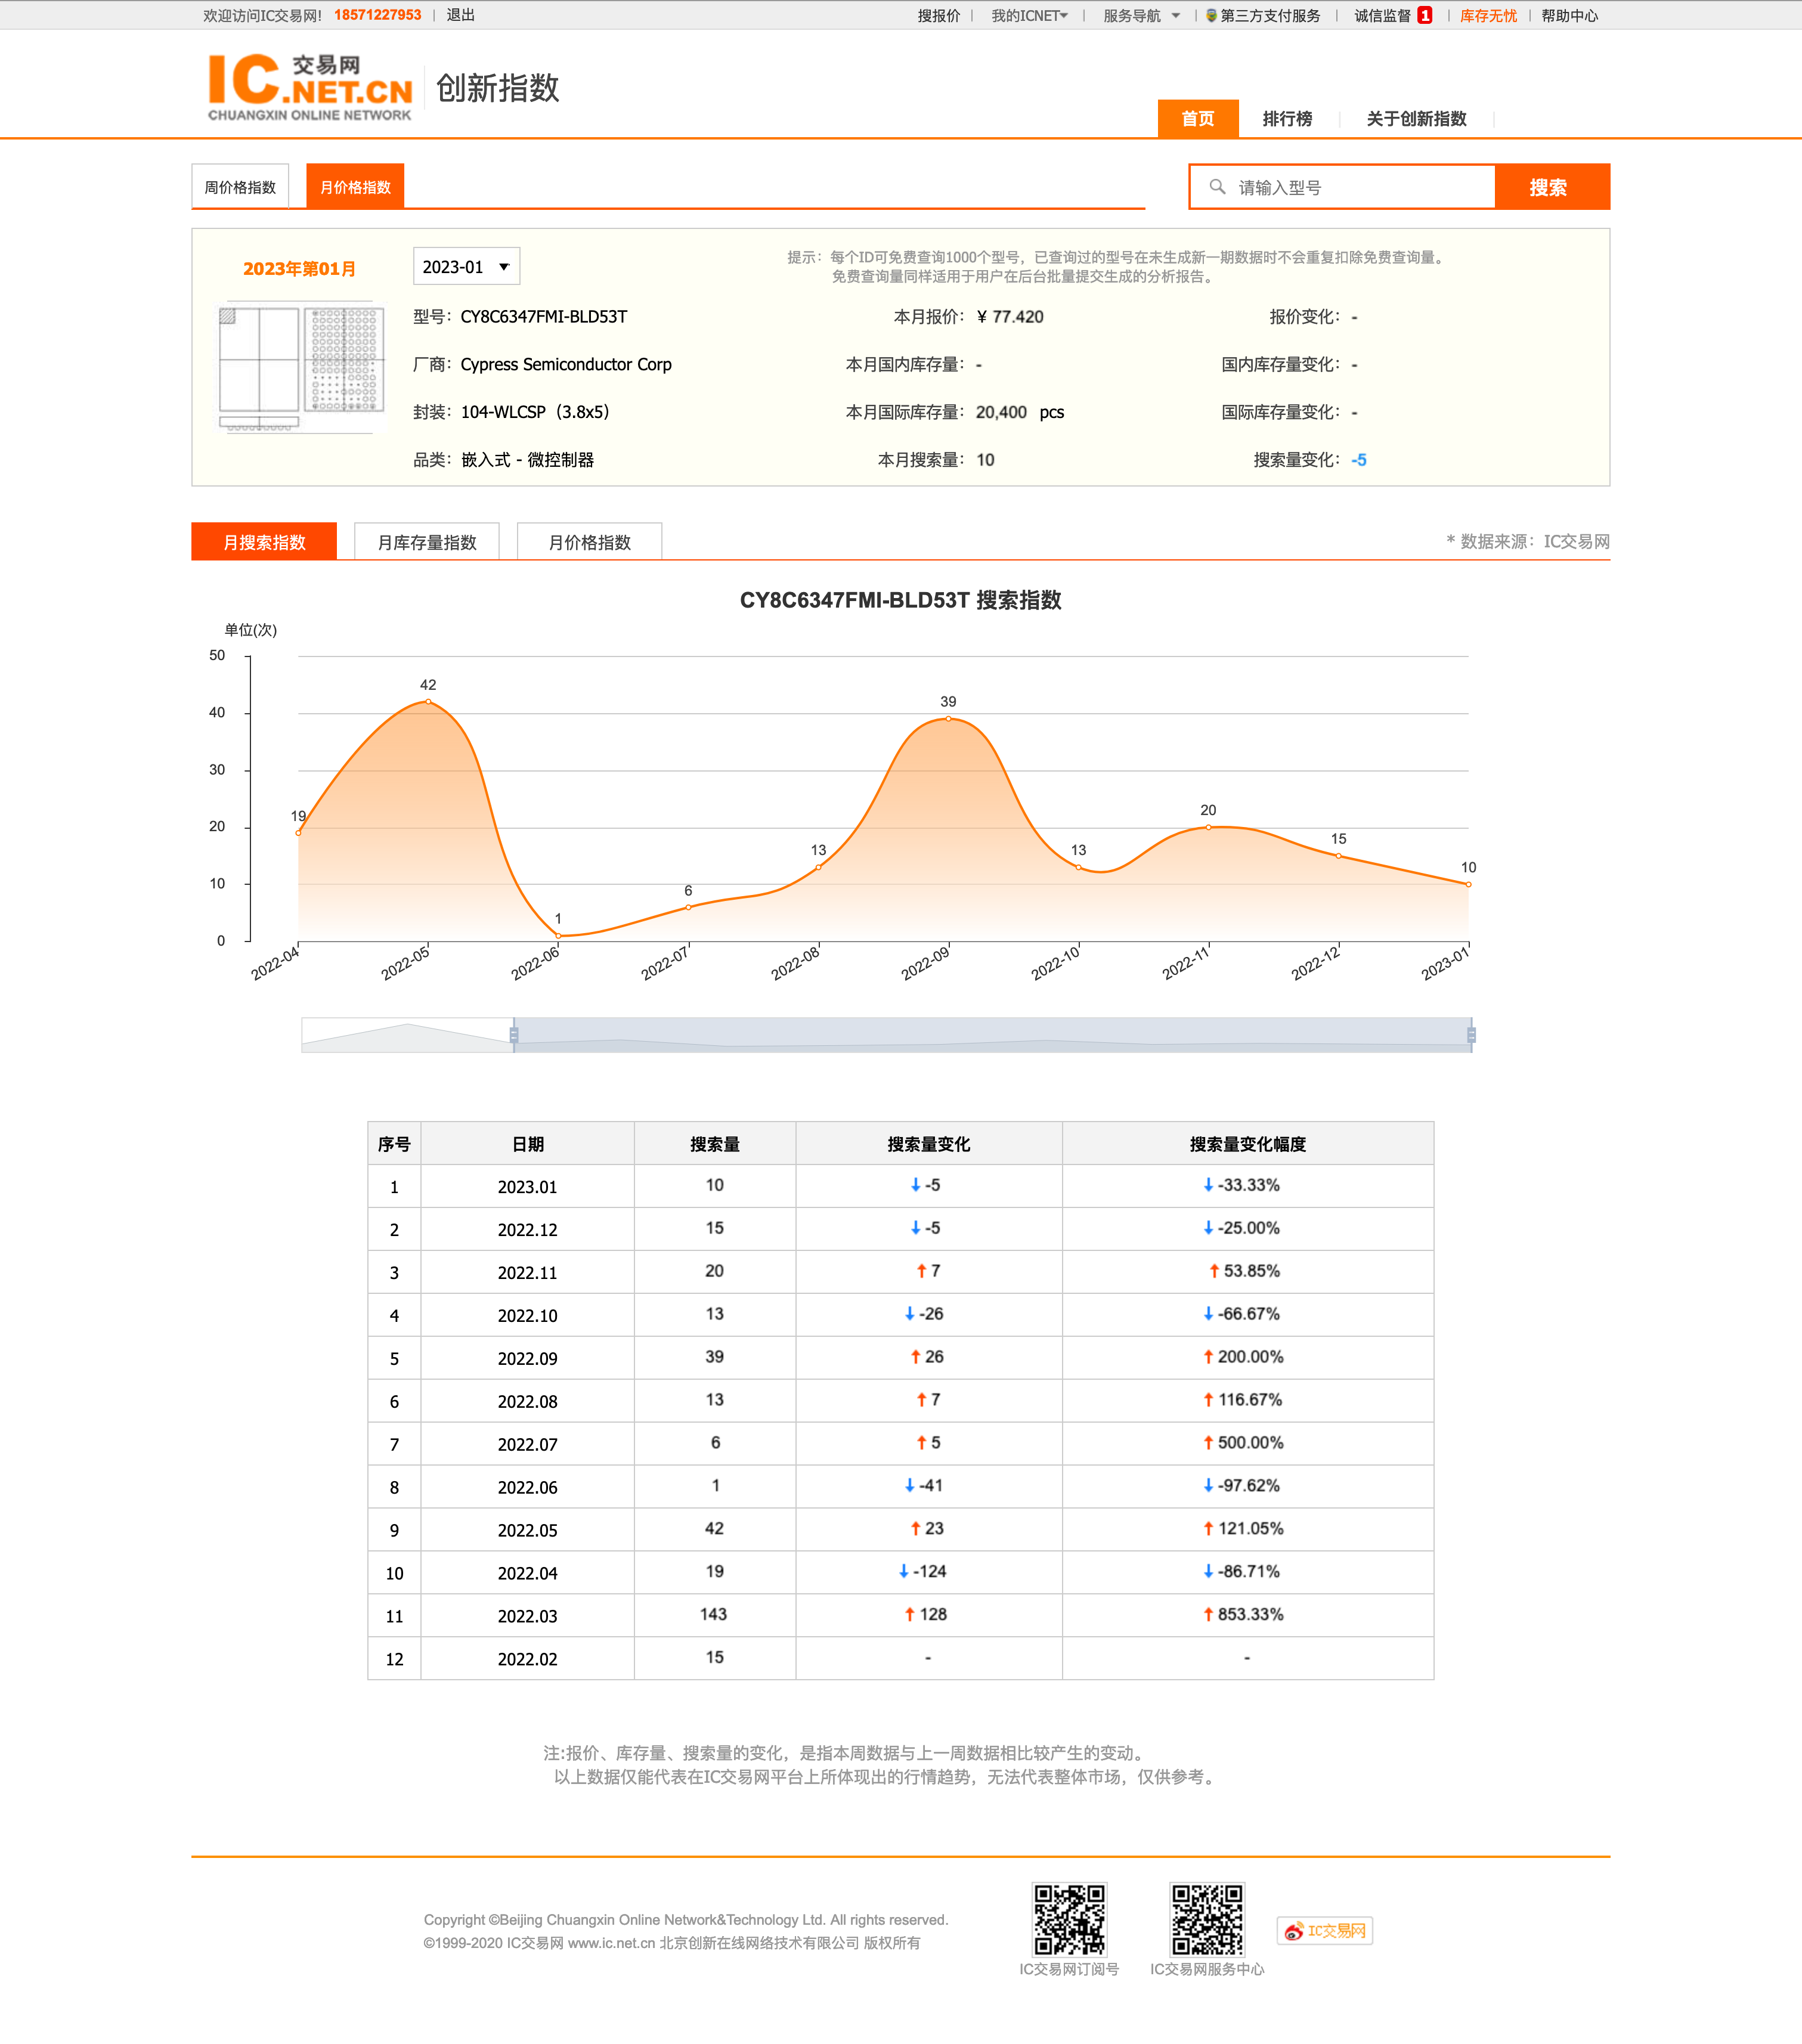 欢迎访问IC交易网! 18571227953 | 退出 搜报价 | 我的ICNET | 服务导航 | 第三方支付服务 | 诚信监督 1 | 库存无忧 | 帮助中心
IC.NET.CN 交易网
CHUANGXIN ONLINE NETWORK
创新指数
首页 排行榜 关于创新指数
周价格指数 月价格指数 请输入型号 搜索
2023年第01月 2023-01
提示：每个ID可免费查询1000个型号，已查询过的型号在未生成新一期数据时不会重复扣除免费查询量。
免费查询量同样适用于用户在后台批量提交生成的分析报告。
型号：CY8C6347FMI-BLD53T 本月报价：¥ 77.420 报价变化：-
厂商：Cypress Semiconductor Corp 本月国内库存量：- 国内库存量变化：-
封装：104-WLCSP（3.8x5） 本月国际库存量：20,400 pcs 国际库存量变化：-
品类：嵌入式 - 微控制器 本月搜索量：10 搜索量变化：-5
月搜索指数 月库存量指数 月价格指数 * 数据来源：IC交易网
CY8C6347FMI-BLD53T 搜索指数
单位(次)
50
40
30
20
10
0
19
42
1
6
13
39
13
20
15
10
2022-04 2022-05 2022-06 2022-07 2022-08 2022-09 2022-10 2022-11 2022-12 2023-01
序号 日期 搜索量 搜索量变化 搜索量变化幅度
1 2023.01 10 ↓ -5 ↓ -33.33%
2 2022.12 15 ↓ -5 ↓ -25.00%
3 2022.11 20 ↑ 7 ↑ 53.85%
4 2022.10 13 ↓ -26 ↓ -66.67%
5 2022.09 39 ↑ 26 ↑ 200.00%
6 2022.08 13 ↑ 7 ↑ 116.67%
7 2022.07 6 ↑ 5 ↑ 500.00%
8 2022.06 1 ↓ -41 ↓ -97.62%
9 2022.05 42 ↑ 23 ↑ 121.05%
10 2022.04 19 ↓ -124 ↓ -86.71%
11 2022.03 143 ↑ 128 ↑ 853.33%
12 2022.02 15 - -
注:报价、库存量、搜索量的变化，是指本周数据与上一周数据相比较产生的变动。
以上数据仅能代表在IC交易网平台上所体现出的行情趋势，无法代表整体市场，仅供参考。
Copyright ©Beijing Chuangxin Online Network&Technology Ltd. All rights reserved.
©1999-2020 IC交易网 www.ic.net.cn 北京创新在线网络技术有限公司 版权所有
IC交易网订阅号 IC交易网服务中心 IC交易网